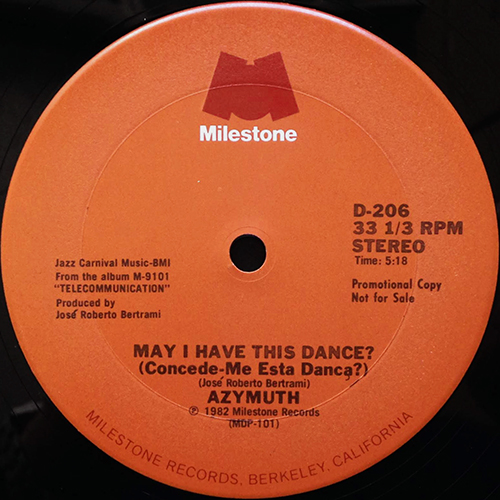 Milestone
D-206
33 1/3 RPM
STEREO
Time: 5:18
Jazz Carnival Music-BMI
From the album M-9101
"TELECOMMUNICATION"
Produced by
José Roberto Bertrami
Promotional Copy
Not for Sale
MAY I HAVE THIS DANCE?
(Concede-Me Esta Dança?)
(José Roberto Bertrami)
AZYMUTH
℗ 1982 Milestone Records
(MDP-101)
MILESTONE RECORDS, BERKELEY, CALIFORNIA